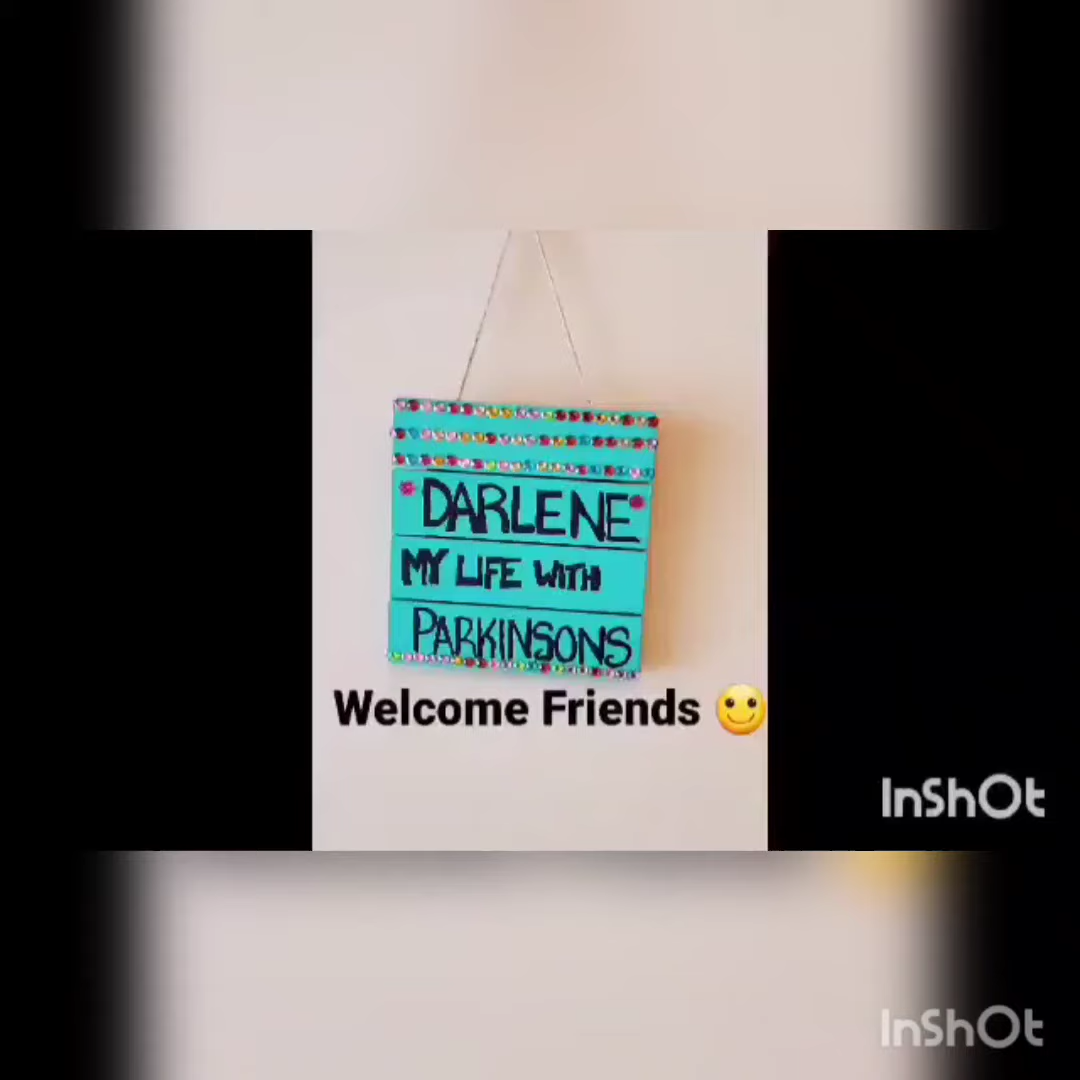 DARLENE
MY LIFE WITH
PARKINSONS
Welcome Friends 🙂
InShOt
InShOt